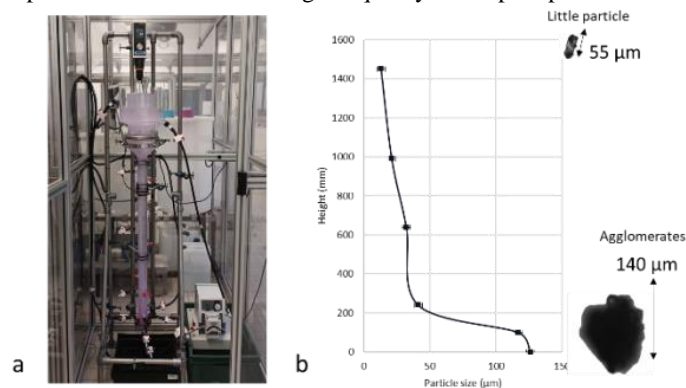 Little particle
55 µm
1600
1400
1200
1000
800
600
400
200
0
Height (mm)
0 50 100 15
Particle size (µm)
Agglomerates
140 µm
a
b